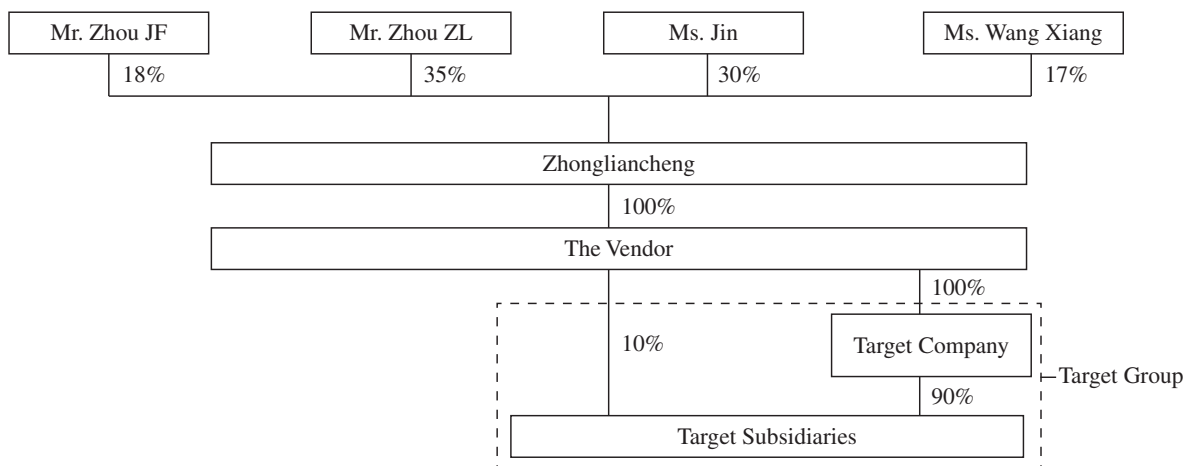 Mr. Zhou JF
Mr. Zhou ZL
Ms. Jin
Ms. Wang Xiang
18%
35%
30%
17%
Zhongliancheng
100%
The Vendor
100%
10%
Target Company
Target Group
90%
Target Subsidiaries